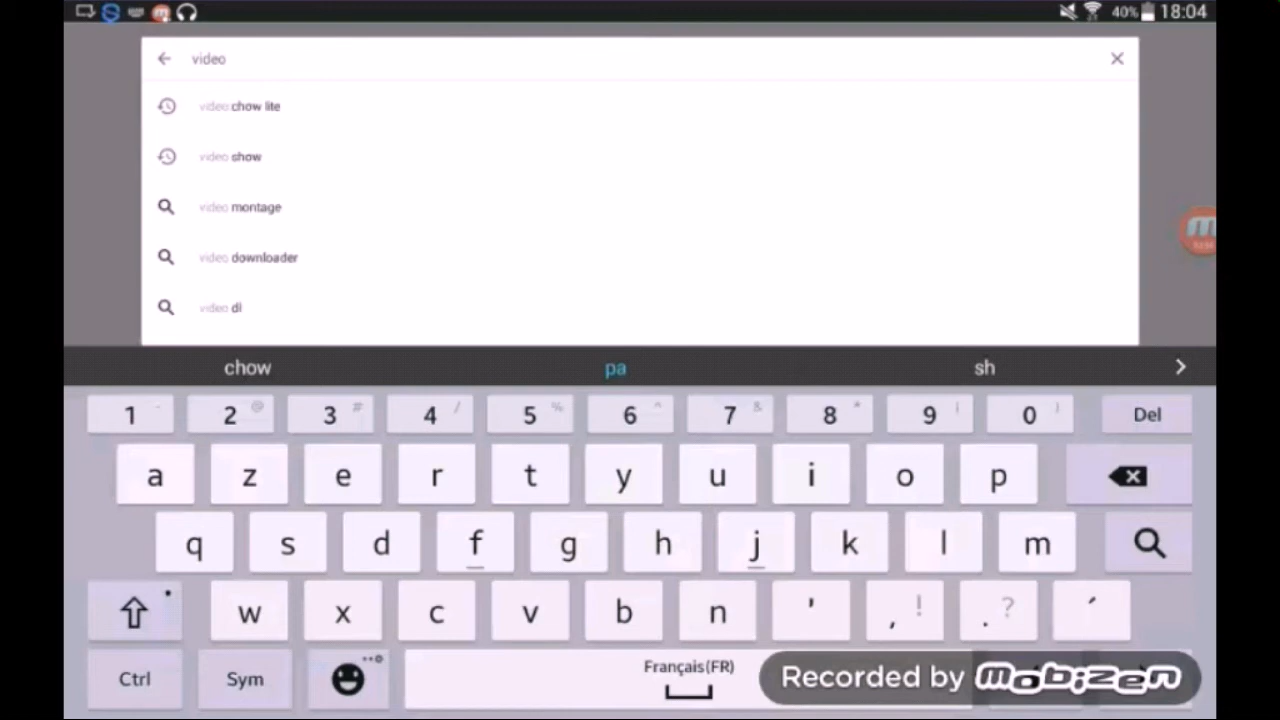 40% 18:04
video
video chow lite
video show
video montage
video downloader
video dl
chow pa sh
1 - 2 @ 3 # 4 / 5 % 6 ^ 7 & 8 * 9 ( 0 ) Del
a z e r t y u i o p
q s d f g h j k l m
w x c v b n ' , ! . ? ´
Ctrl Sym Français(FR)
Recorded by mobizen